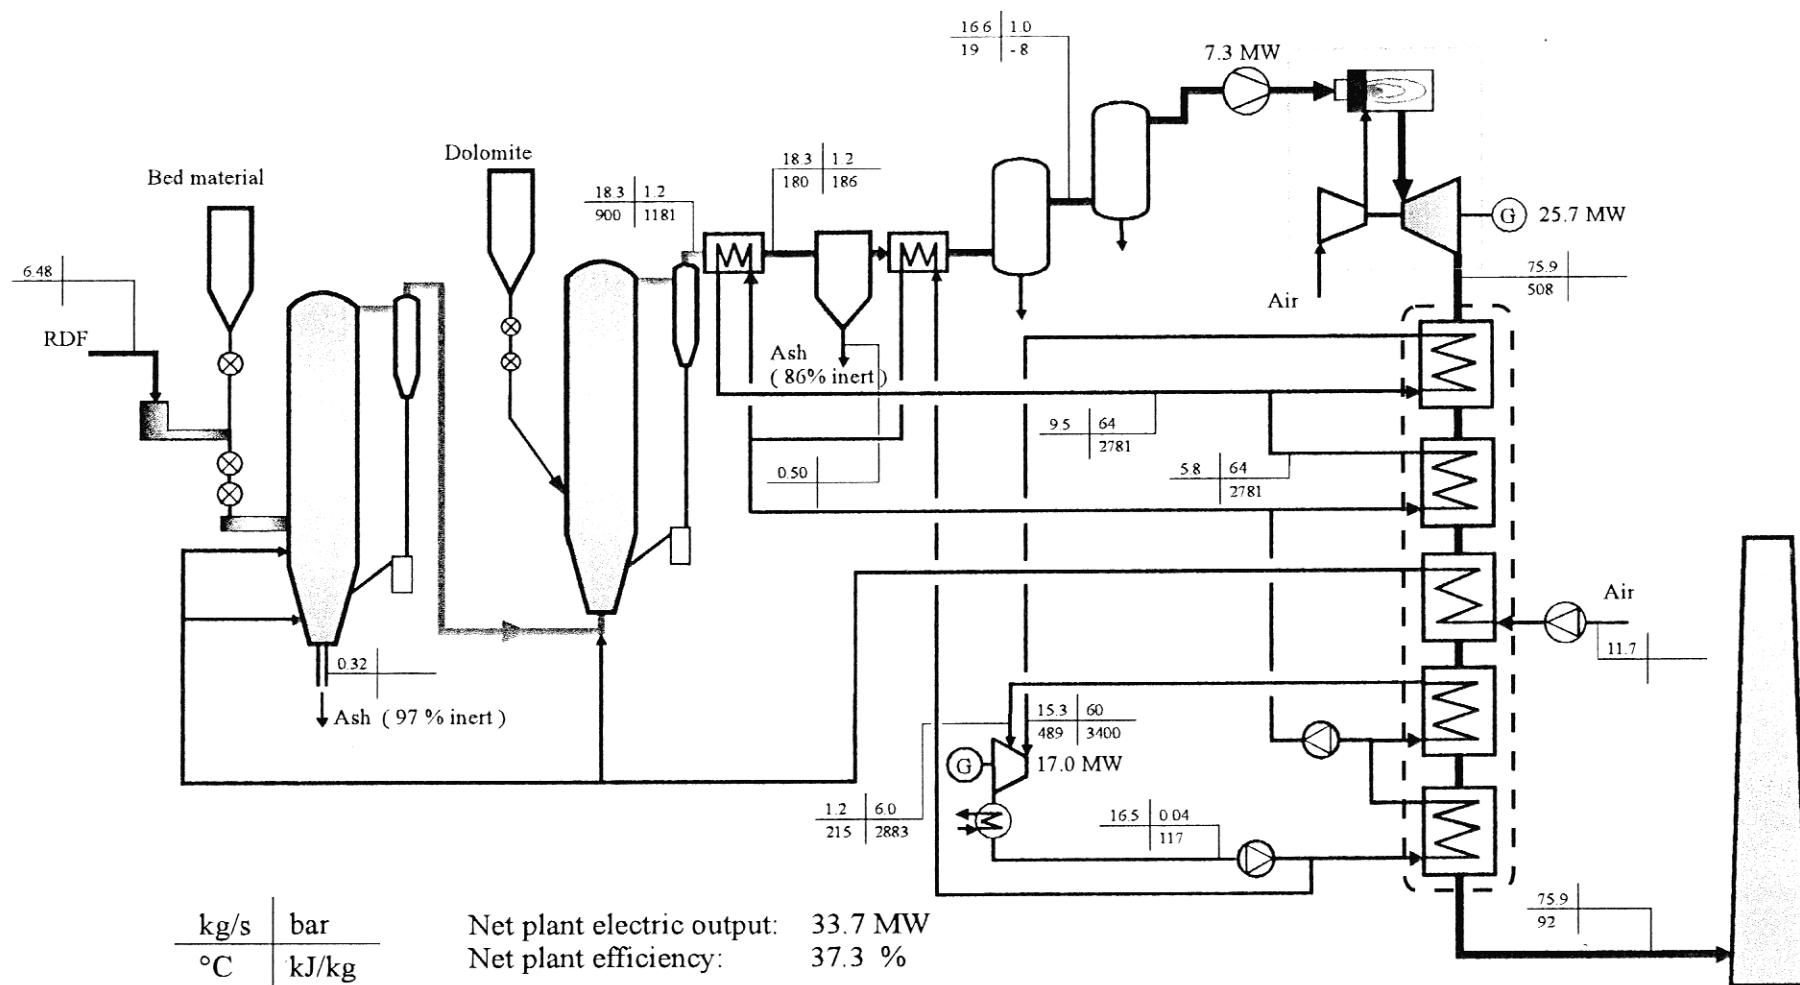 16.6 1.0
19 -8
7.3 MW
Dolomite
18.3 1.2
180 186
Bed material
18.3 1.2
900 1181
G 25.7 MW
6.48
75.9
508
Air
RDF
Ash
( 86% inert )
9.5 64
2781
5.8 64
2781
0.50
Air
11.7
0.32
Ash ( 97 % inert )
15.3 60
489 3400
G 17.0 MW
1.2 6.0
215 2883
16.5 0.04
117
75.9
92
kg/s bar
°C kJ/kg
Net plant electric output: 33.7 MW
Net plant efficiency: 37.3 %